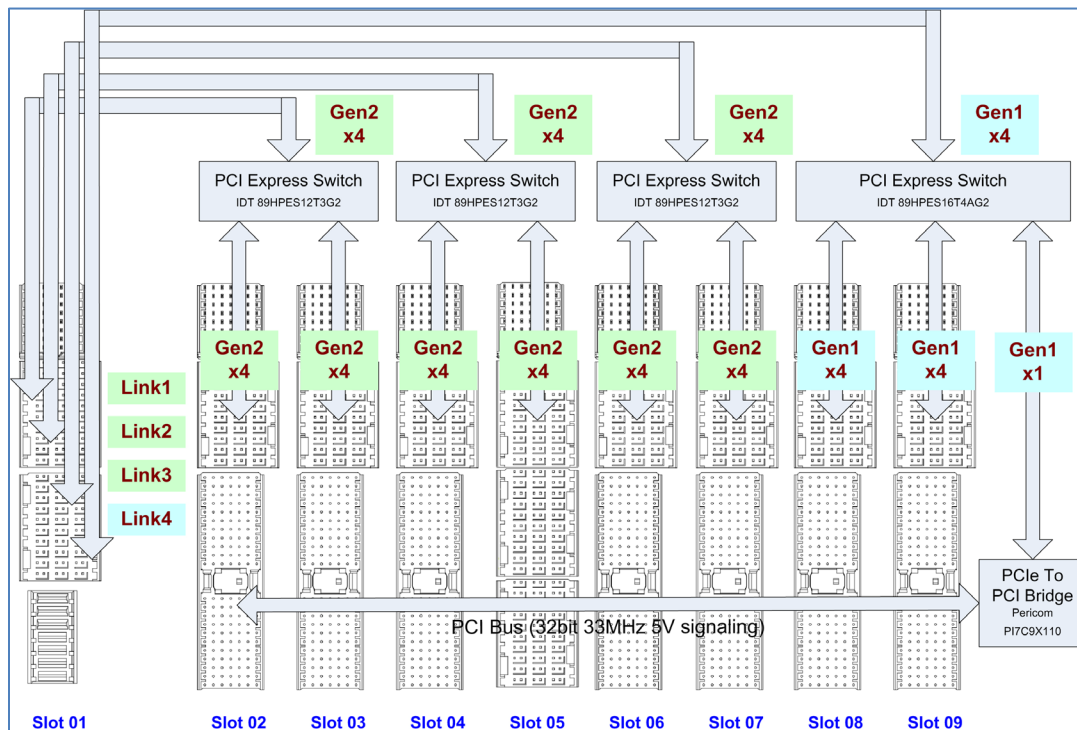 Gen2
x4
Gen2
x4
Gen2
x4
Gen1
x4
PCI Express Switch
IDT 89HPES12T3G2
PCI Express Switch
IDT 89HPES12T3G2
PCI Express Switch
IDT 89HPES12T3G2
PCI Express Switch
IDT 89HPES16T4AG2
Gen2
x4
Gen2
x4
Gen2
x4
Gen2
x4
Gen2
x4
Gen2
x4
Gen1
x4
Gen1
x4
Gen1
x1
Link1
Link2
Link3
Link4
PCIe To
PCI Bridge
Pericom
PI7C9X110
PCI Bus (32bit 33MHz 5V signaling)
Slot 01
Slot 02
Slot 03
Slot 04
Slot 05
Slot 06
Slot 07
Slot 08
Slot 09